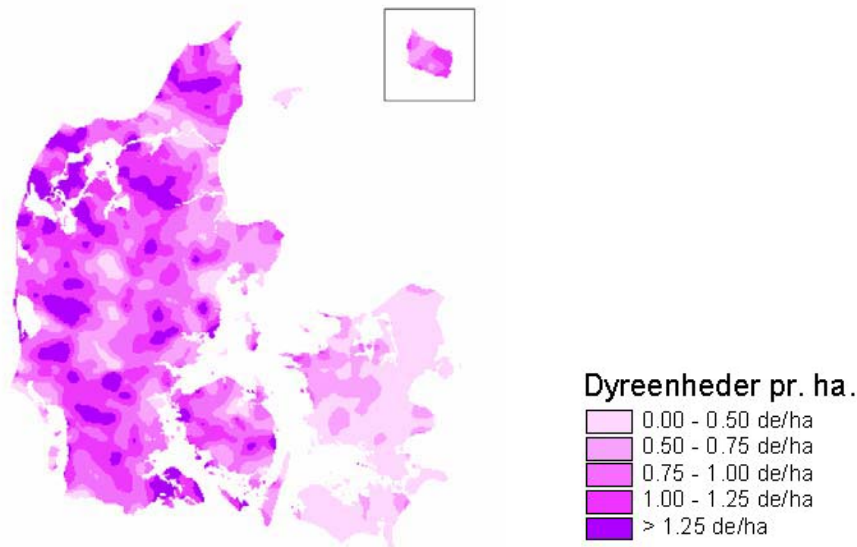 Dyreenheder pr. ha.
0.00 - 0.50 de/ha
0.50 - 0.75 de/ha
0.75 - 1.00 de/ha
1.00 - 1.25 de/ha
> 1.25 de/ha